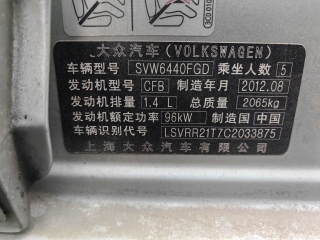 大众汽车(VOLKSWAGEN)
车辆型号 SVW6440FGD 乘坐人数 5
发动机型号 CFB 制造年月 2012.08
发动机排量 1.4 L 总质量 2065kg
发动机额定功率 96kW 制造国 中国
车辆识别代号 LSVRR21T7C2033875
上海大众汽车有限公司